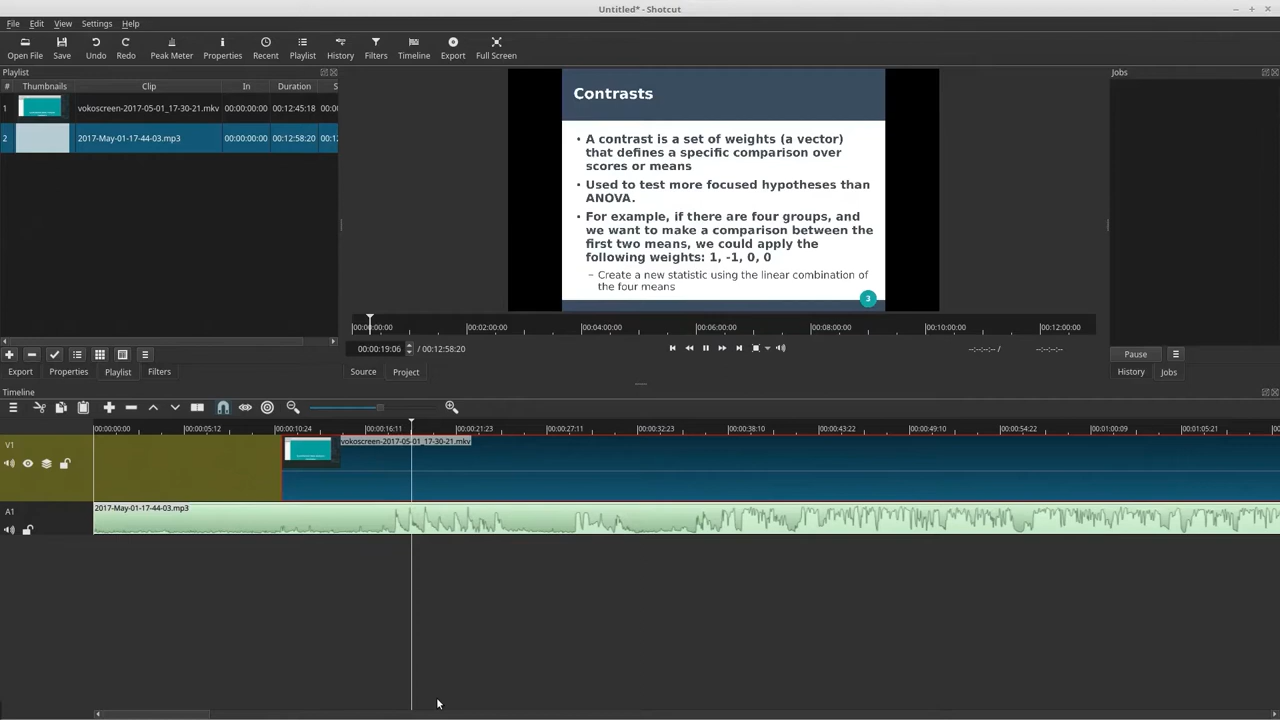 Untitled* - Shotcut
File Edit View Settings Help
Open File Save Undo Redo Peak Meter Properties Recent Playlist History Filters Timeline Export Full Screen
Playlist
# Thumbnails Clip In Duration S
1 vokoscreen-2017-05-01_17-30-21.mkv 00:00:00:00 00:12:45:18 00:0
2 2017-May-01-17-44-03.mp3 00:00:00:00 00:12:58:20 00:1
Contrasts
• A contrast is a set of weights (a vector)
that defines a specific comparison over
scores or means
• Used to test more focused hypotheses than
ANOVA.
• For example, if there are four groups, and
we want to make a comparison between the
first two means, we could apply the
following weights: 1, -1, 0, 0
– Create a new statistic using the linear combination of
the four means
3
Jobs
00:00:00:00 00:02:00:00 00:04:00:00 00:06:00:00 00:08:00:00 00:10:00:00 00:12:00:00
00:00:19:06 / 00:12:58:20 --:--:--:-- / --:--:--:--
Pause
Export Properties Playlist Filters Source Project History Jobs
Timeline
00:00:00:00 00:00:05:12 00:00:10:24 00:00:16:11 00:00:21:23 00:00:27:11 00:00:32:23 00:00:38:10 00:00:43:22 00:00:49:10 00:00:54:22 00:01:00:09 00:01:05:21
V1 vokoscreen-2017-05-01_17-30-21.mkv
A1 2017-May-01-17-44-03.mp3